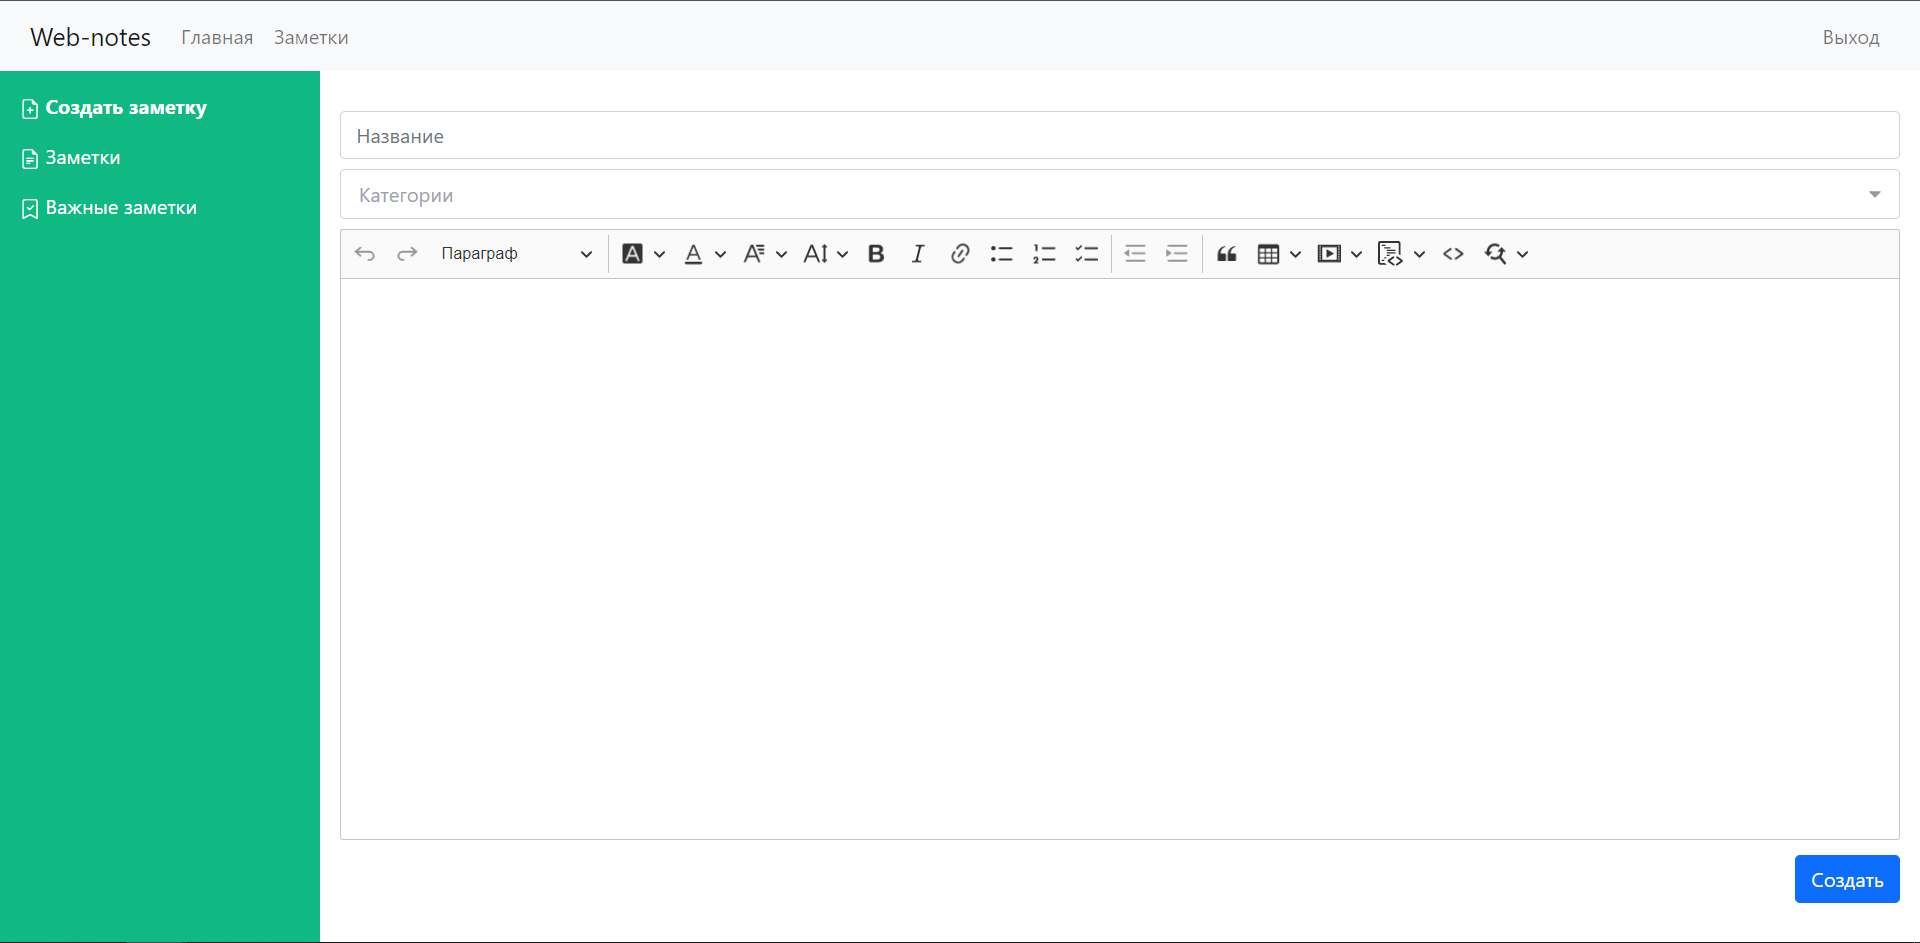 Web-notes Главная Заметки Выход
Создать заметку
Заметки
Важные заметки
Название
Категории
Параграф
Создать